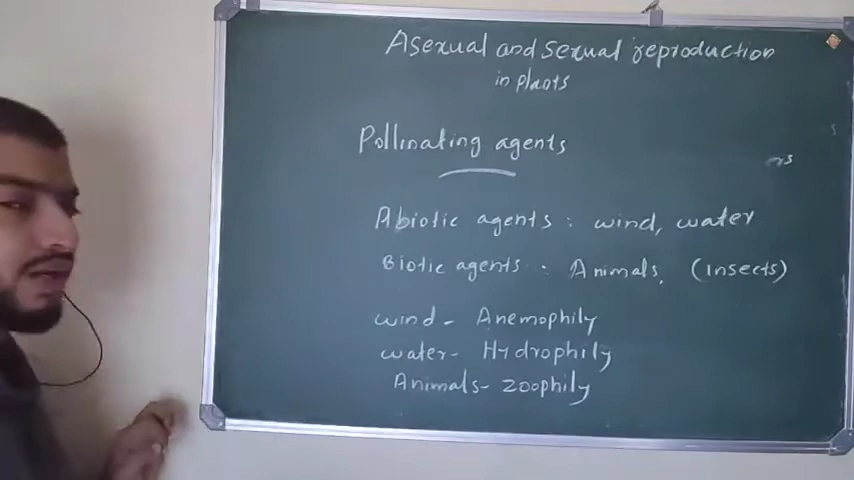 Asexual and sexual reproduction
in plants
Pollinating agents
Abiotic agents : wind, water
Biotic agents : Animals, (insects)
wind - Anemophily
water - Hydrophily
Animals - zoophily